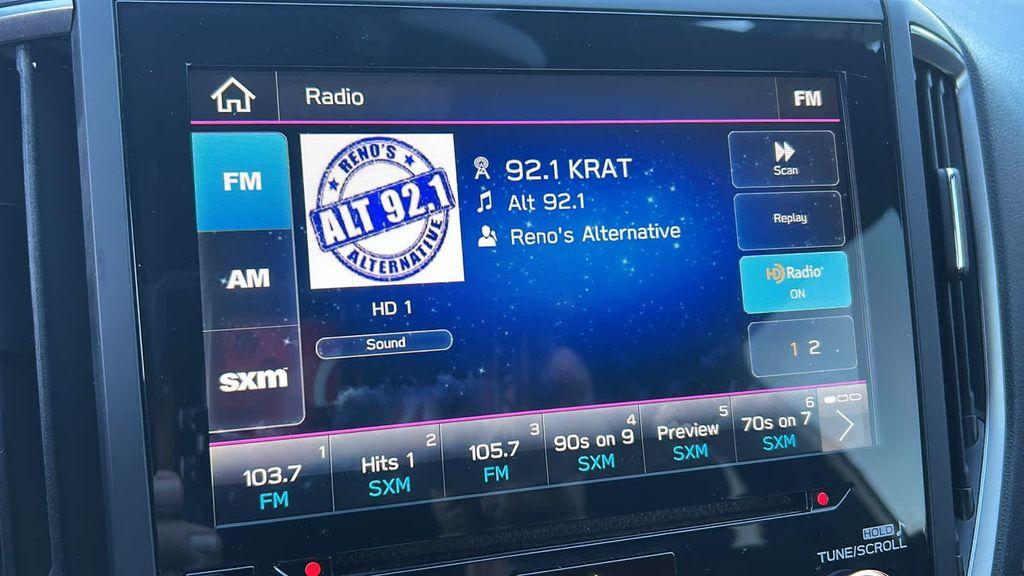 Radio
FM
FM
AM
sxm
RENO'S
ALT 92.1
ALTERNATIVE
HD 1
Sound
92.1 KRAT
Alt 92.1
Reno's Alternative
Scan
Replay
HD Radio®
ON
1 2
1
103.7
FM
2
Hits 1
SXM
3
105.7
FM
4
90s on 9
SXM
5
Preview
SXM
6
70s on 7
SXM
HOLD
TUNE/SCROLL